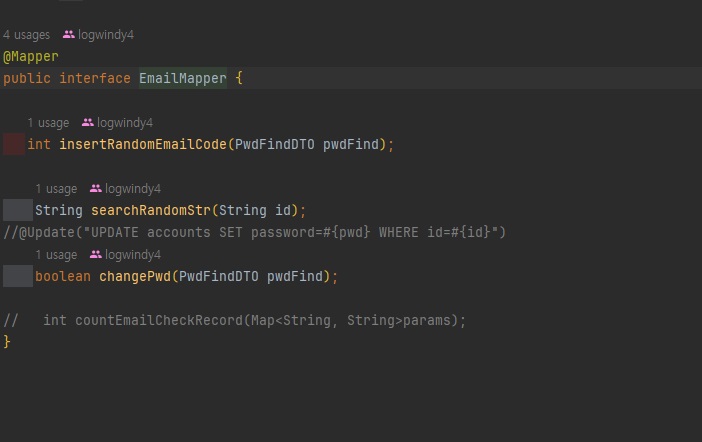 4 usages logwindy4
@Mapper
public interface EmailMapper {
1 usage logwindy4
int insertRandomEmailCode(PwdFindDTO pwdFind);
1 usage logwindy4
String searchRandomStr(String id);
//@Update("UPDATE accounts SET password=#{pwd} WHERE id=#{id}")
1 usage logwindy4
boolean changePwd(PwdFindDTO pwdFind);
//   int countEmailCheckRecord(Map<String, String>params);
}